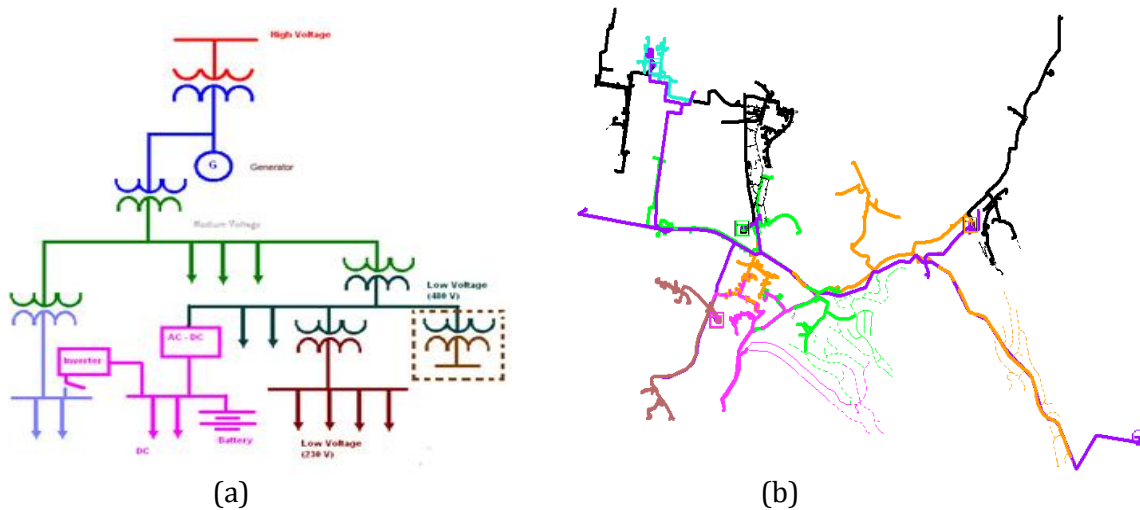 High Voltage
G
Generator
Medium Voltage
Low Voltage
(480 V)
AC - DC
Inverter
Battery
DC
Low Voltage
(230 V)
(a)
(b)